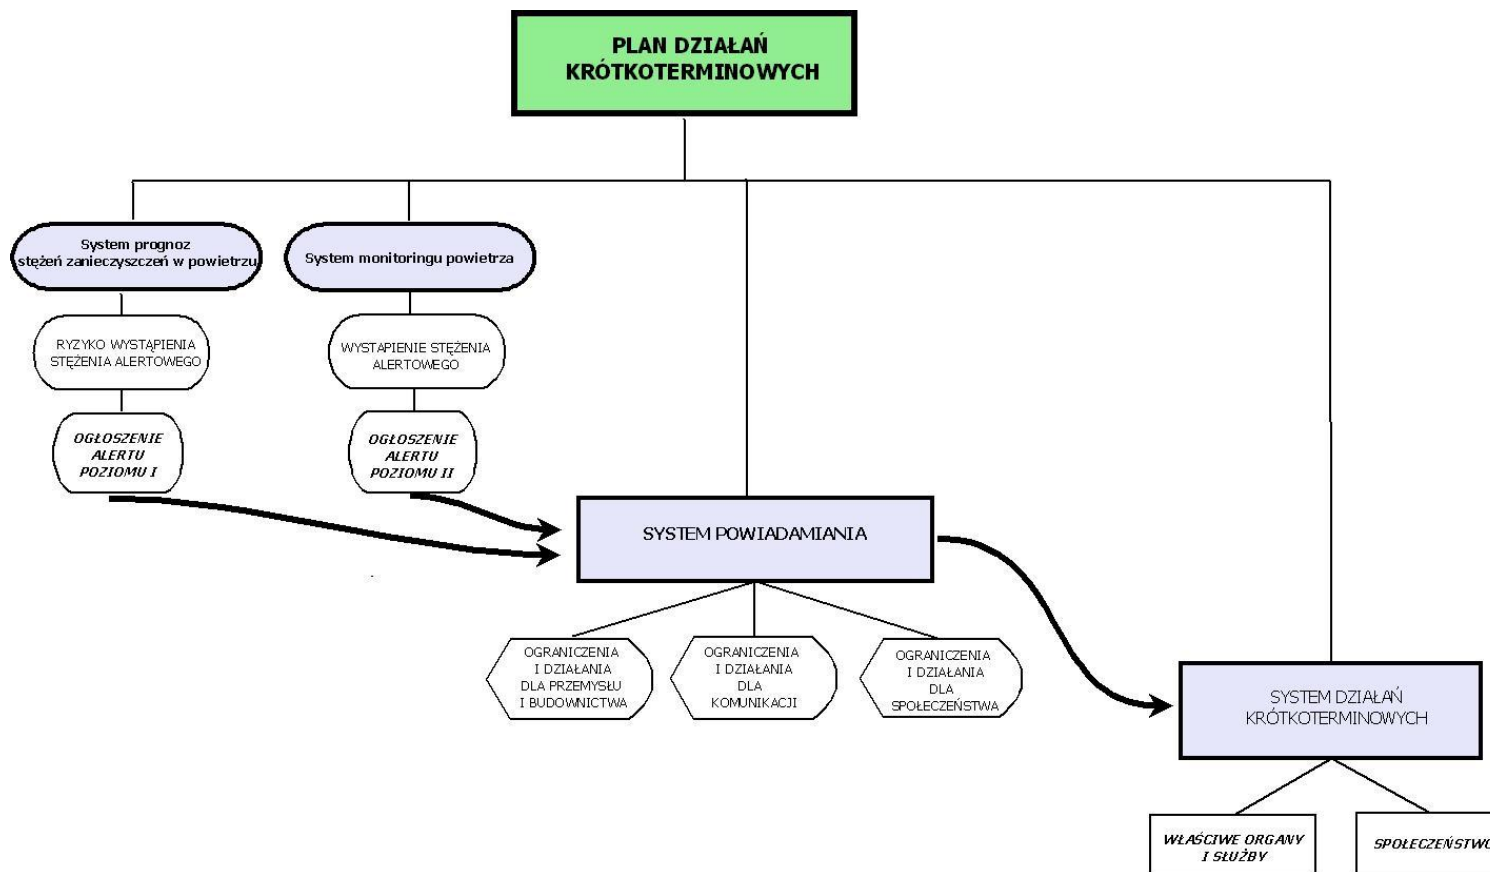 PLAN DZIAŁAŃ
KRÓTKOTERMINOWYCH
System prognoz
stężeń zanieczyszczeń w powietrzu
System monitoringu powietrza
RYZYKO WYSTĄPIENIA
STĘŻENIA ALERTOWEGO
WYSTAPIENIE STĘŻENIA
ALERTOWEGO
OGŁOSZENIE
ALERTU
POZIOMU I
OGŁOSZENIE
ALERTU
POZIOMU II
SYSTEM POWIADAMIANIA
OGRANICZENIA
I DZIAŁANIA
DLA PRZEMYSŁU
I BUDOWNICTWA
OGRANICZENIA
I DZIAŁANIA
DLA
KOMUNIKACJI
OGRANICZENIA
I DZIAŁANIA
DLA
SPOŁECZEŃSTWA
SYSTEM DZIAŁAŃ
KRÓTKOTERMINOWYCH
WŁAŚCIWE ORGANY
I SŁUŻBY
SPOŁECZEŃSTWO